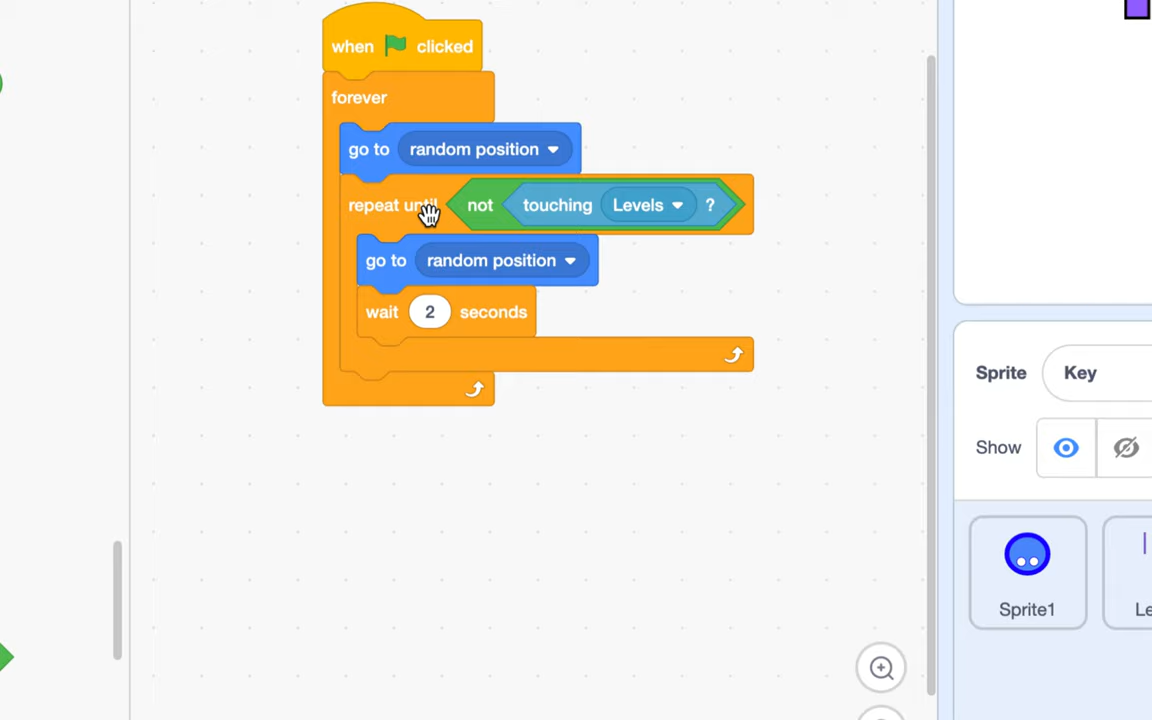 when clicked
forever
go to random position
repeat until not touching Levels ?
go to random position
wait 2 seconds
Sprite Key
Show
Sprite1
Le